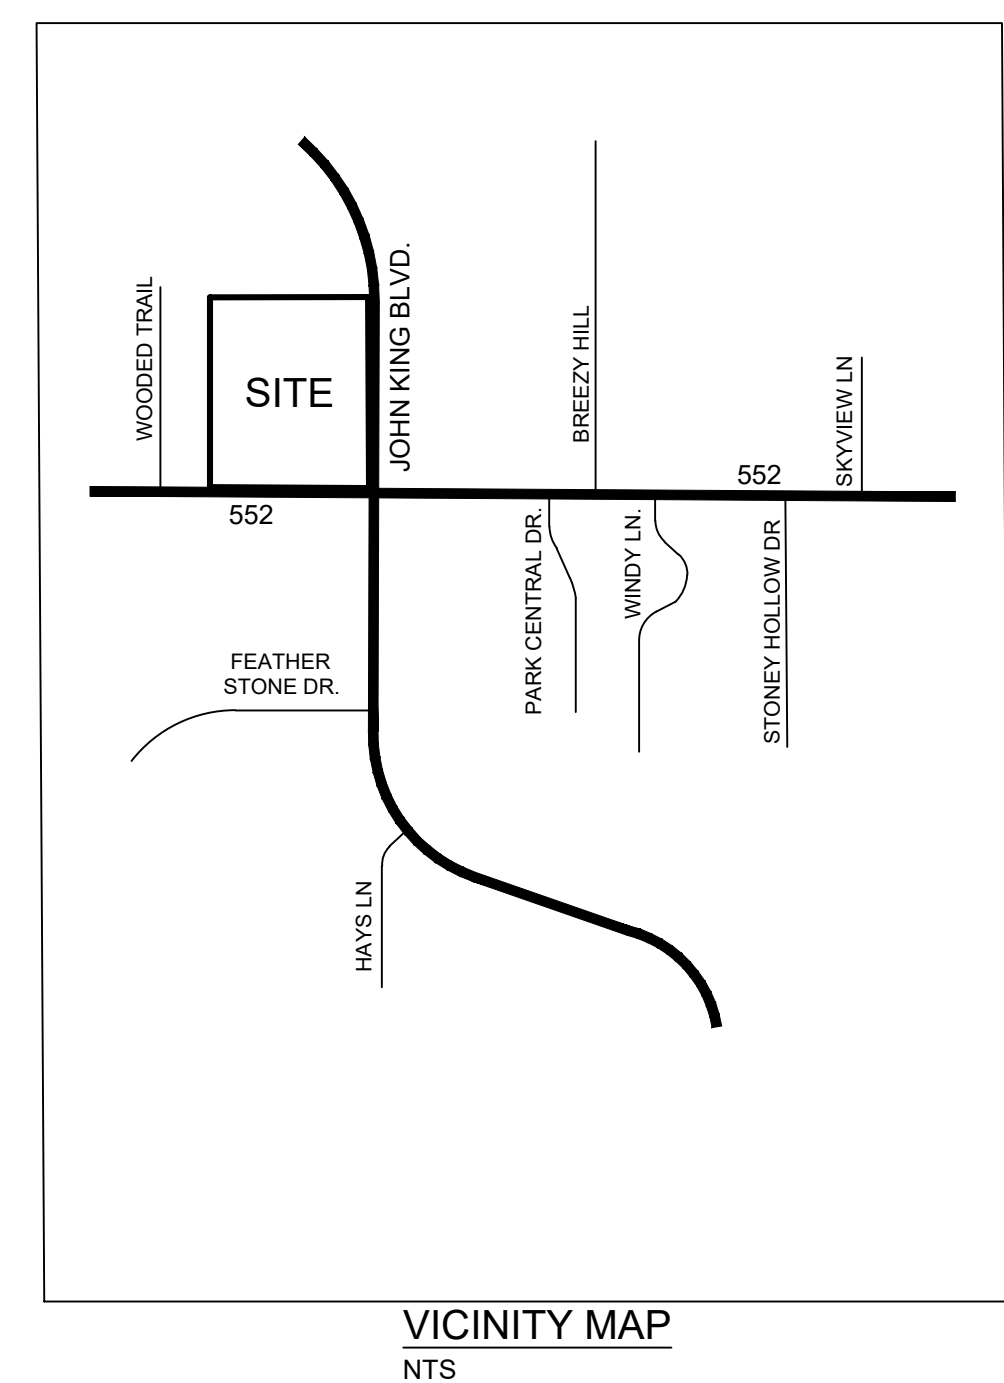 WOODED TRAIL
SITE
JOHN KING BLVD.
BREEZY HILL
SKYVIEW LN
552
552
PARK CENTRAL DR.
WINDY LN.
STONEY HOLLOW DR
FEATHER
STONE DR.
HAYS LN
VICINITY MAP
NTS